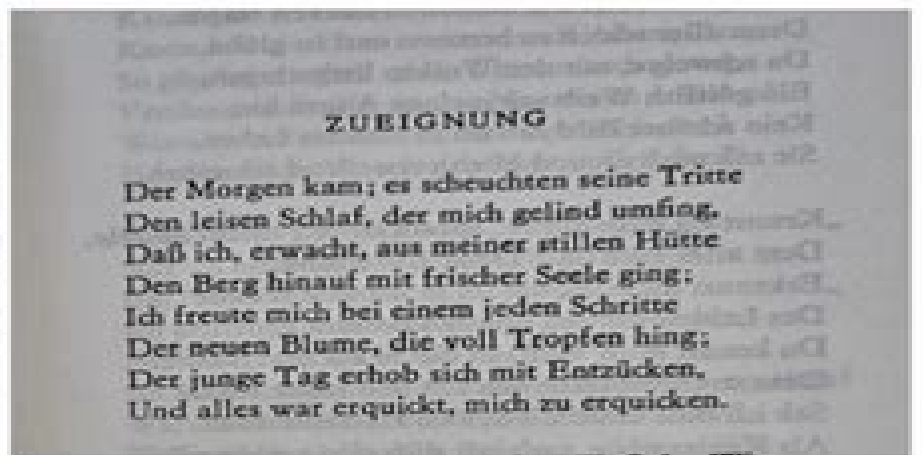 ZUEIGNUNG
Der Morgen kam; es scheuchten seine Tritte
Den leisen Schlaf, der mich gelind umfing,
Daß ich, erwacht, aus meiner stillen Hütte
Den Berg hinauf mit frischer Seele ging;
Ich freute mich bei einem jeden Schritte
Der neuen Blume, die voll Tropfen hing;
Der junge Tag erhob sich mit Entzücken,
Und alles war erquickt, mich zu erquicken.